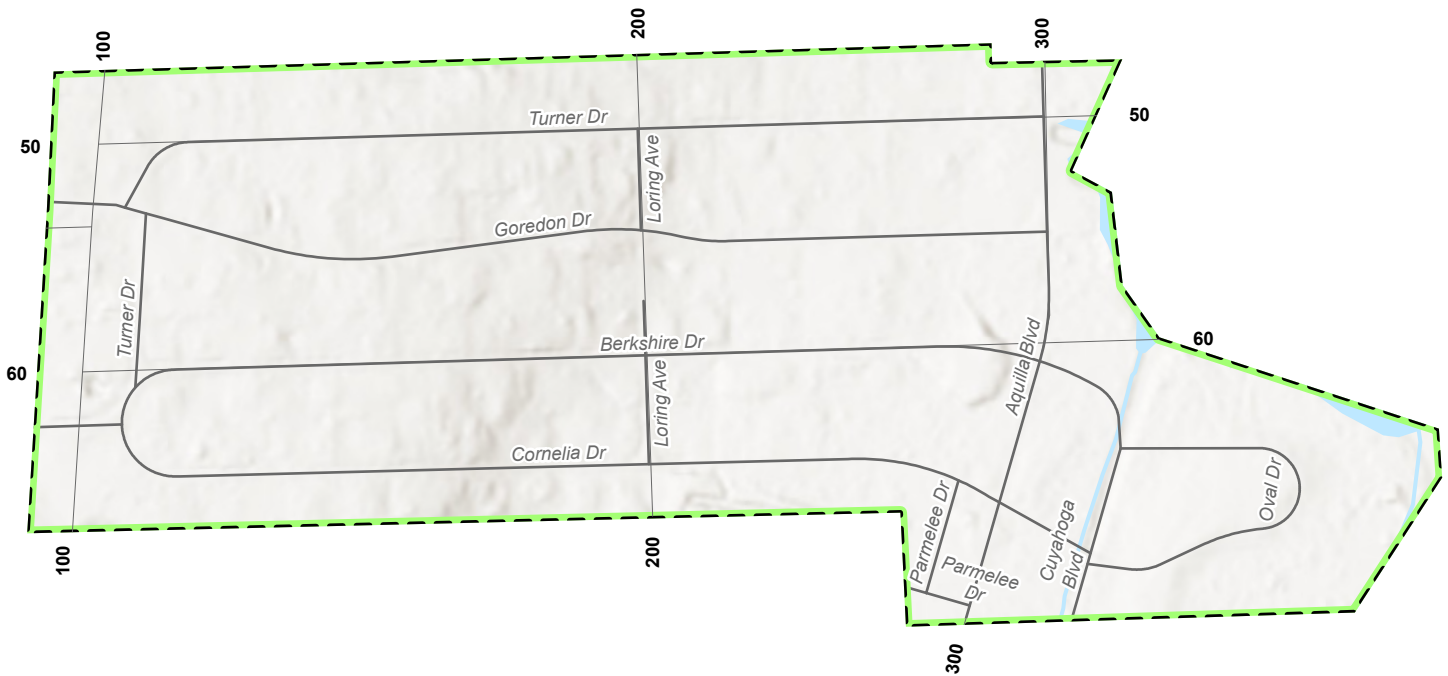 100
200
300
50
Turner Dr
50
Loring Ave
Goredon Dr
Turner Dr
Berkshire Dr
60
60
Aquilla Blvd
Loring Ave
Cornelia Dr
Oval Dr
Parmelee Dr
Parmelee
Dr
Cuyahoga
Blvd
100
200
300